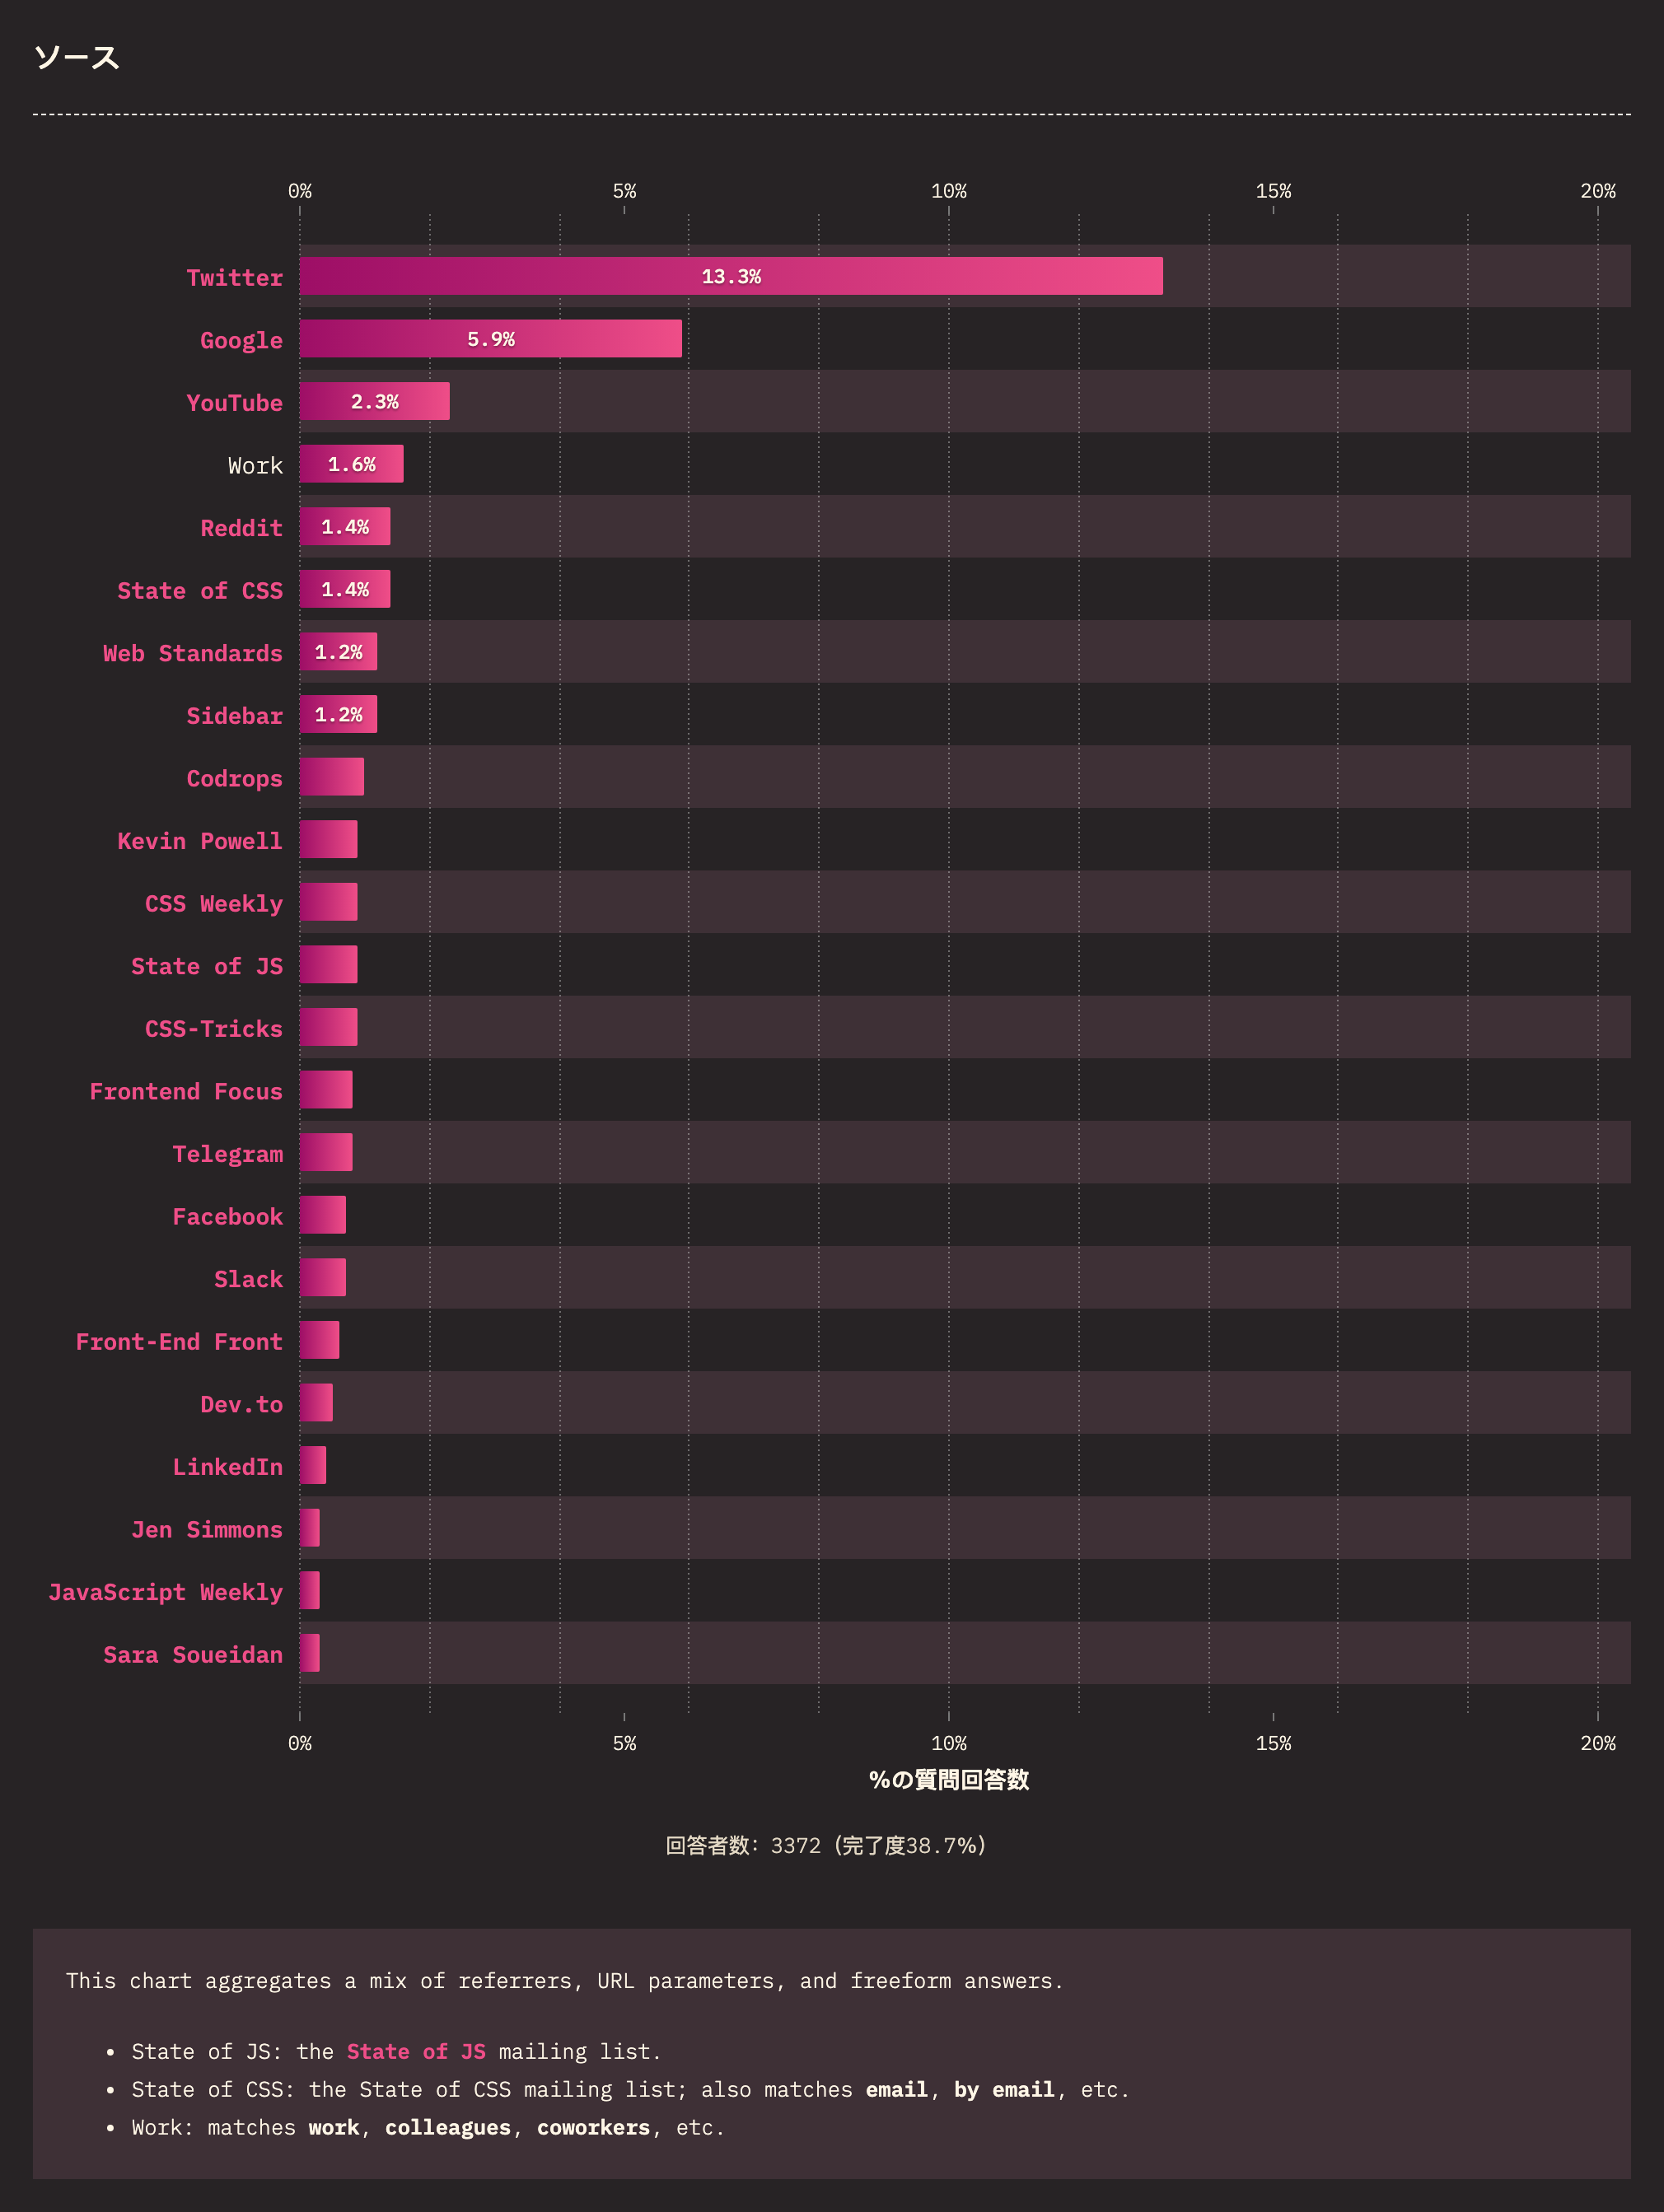 ソース
0% 5% 10% 15% 20%
Twitter 13.3%
Google 5.9%
YouTube 2.3%
Work 1.6%
Reddit 1.4%
State of CSS 1.4%
Web Standards 1.2%
Sidebar 1.2%
Codrops
Kevin Powell
CSS Weekly
State of JS
CSS-Tricks
Frontend Focus
Telegram
Facebook
Slack
Front-End Front
Dev.to
LinkedIn
Jen Simmons
JavaScript Weekly
Sara Soueidan
0% 5% 10% 15% 20%
%の質問回答数
回答者数: 3372 (完了度38.7%)
This chart aggregates a mix of referrers, URL parameters, and freeform answers.
• State of JS: the State of JS mailing list.
• State of CSS: the State of CSS mailing list; also matches email, by email, etc.
• Work: matches work, colleagues, coworkers, etc.